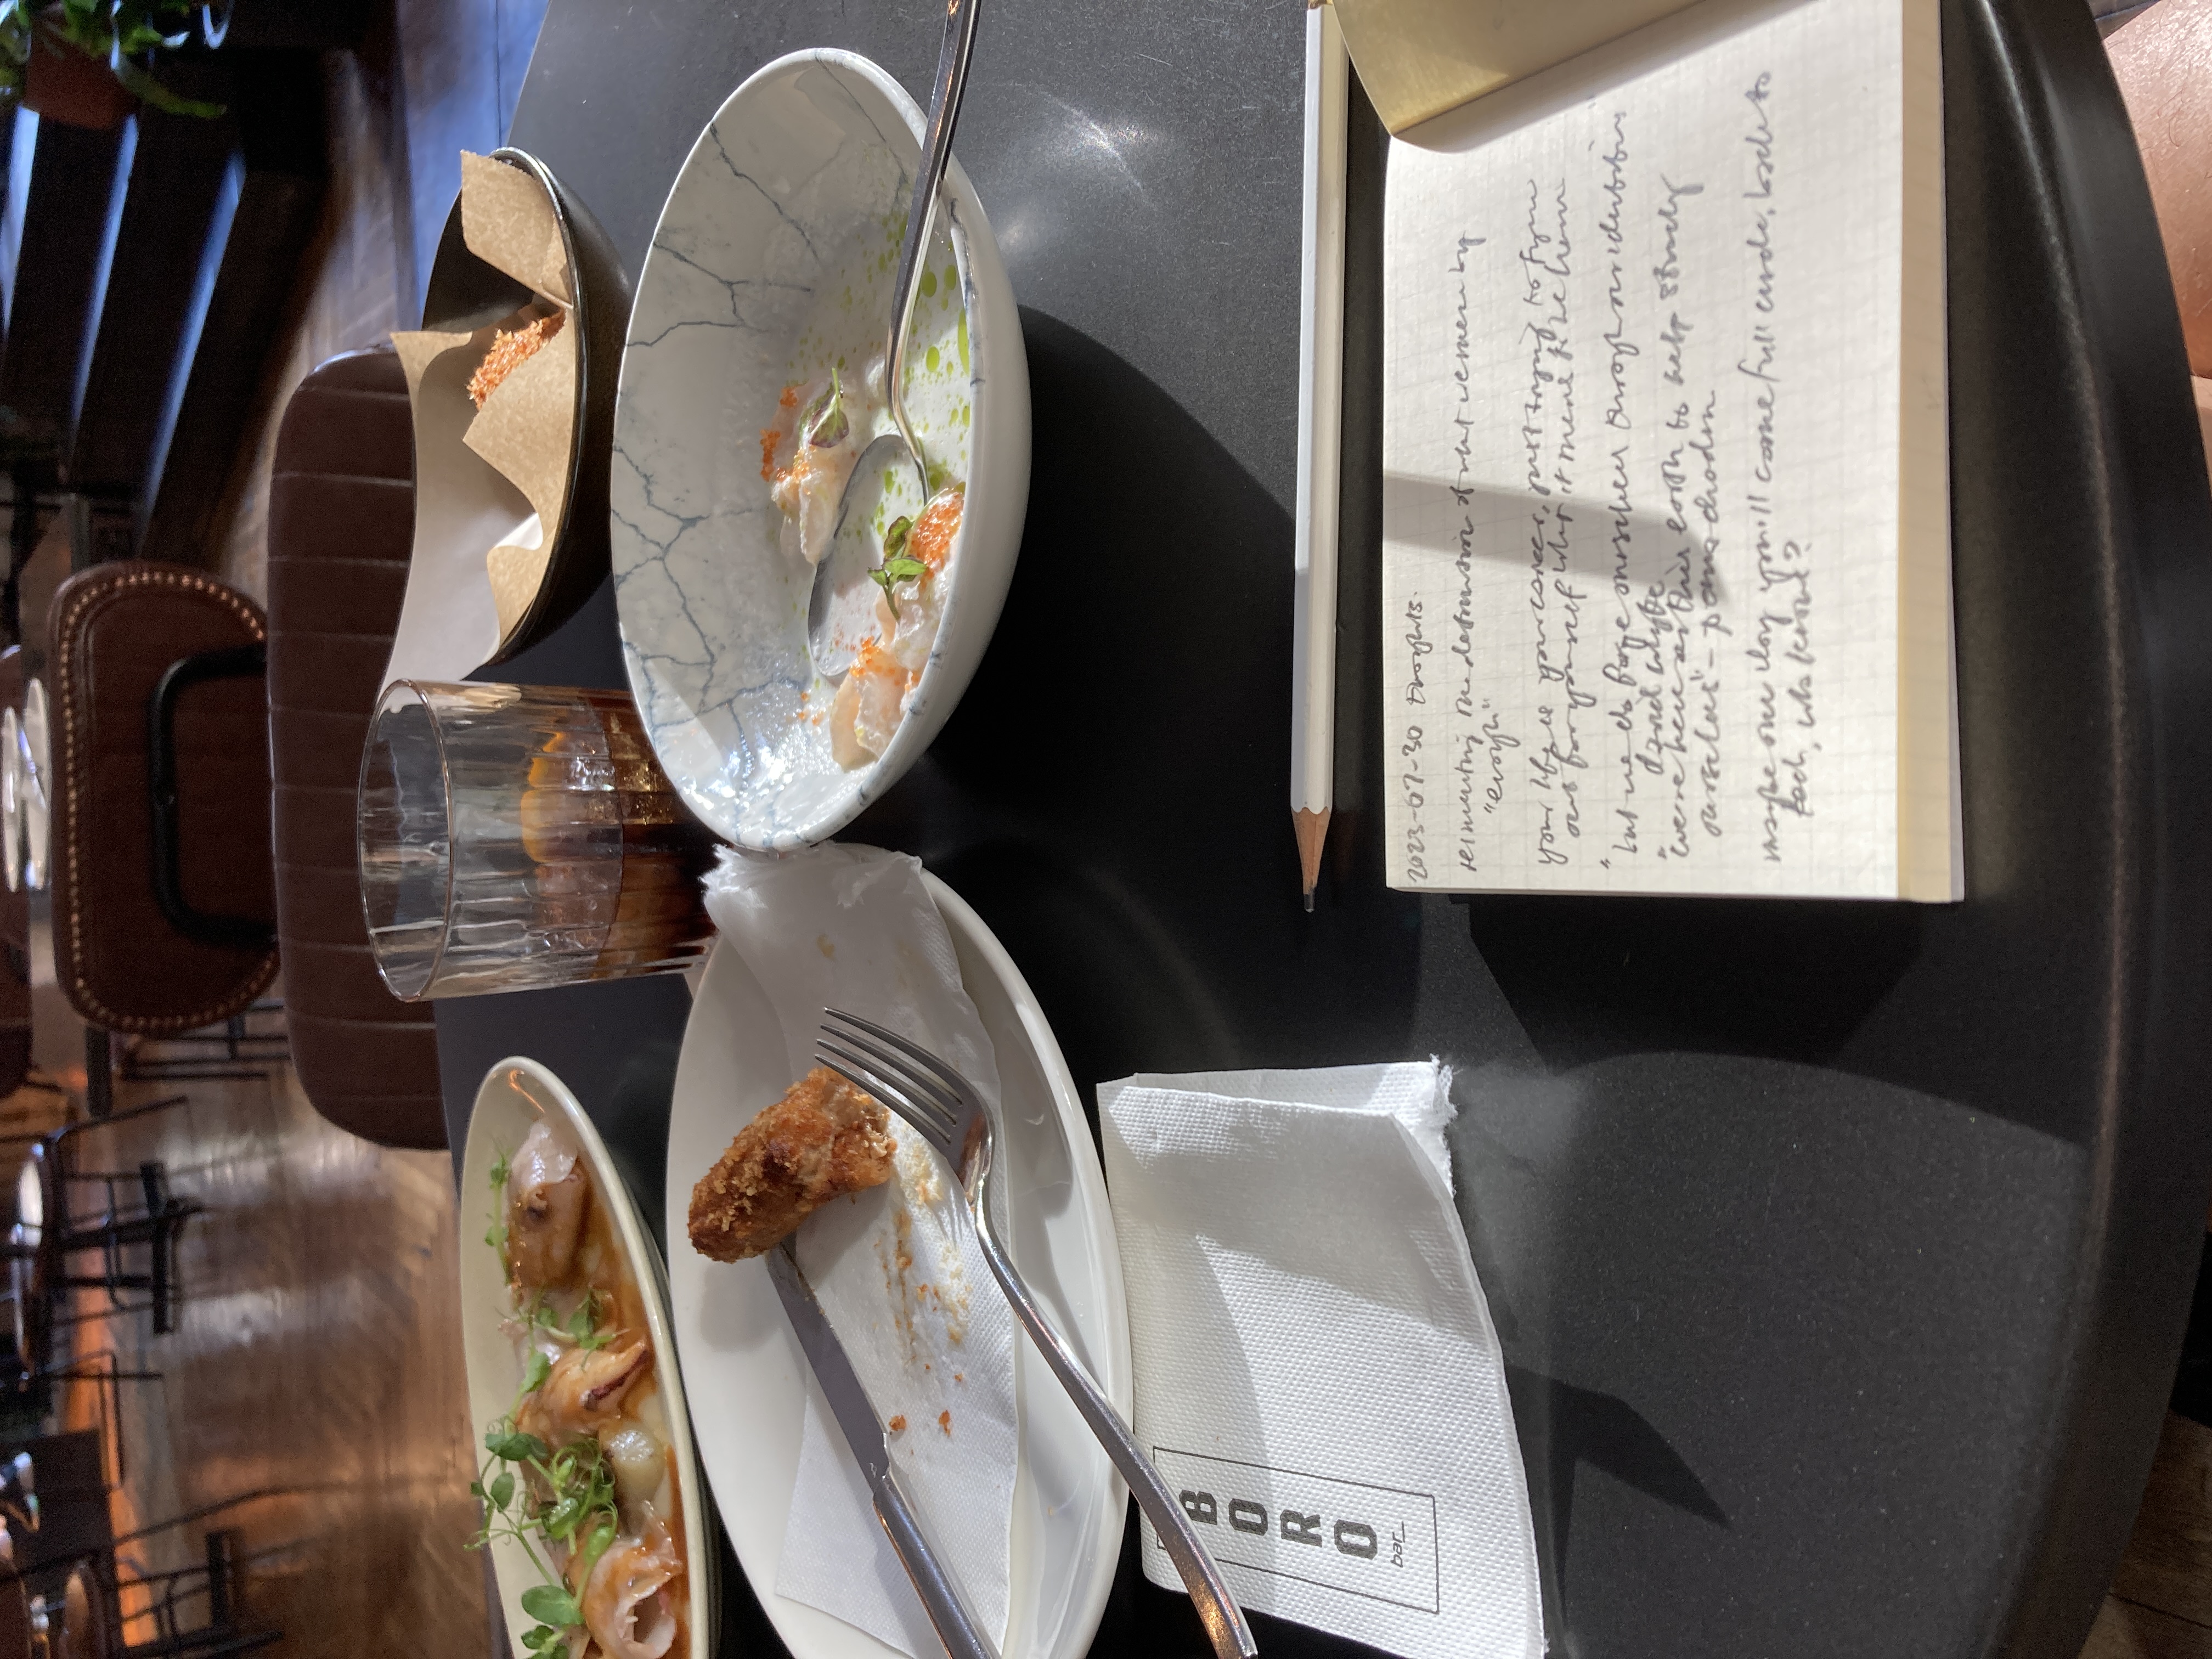 BORO
bar_
2023-07-30 thoughts.
reinventing the definition of what we mean by
"enough"
your life is your career, just trying to figure
out for yourself what it means to be human
"but we do forge ourselves through our identities"
david whyte
"we're here on this earth to help study
ourselves" - pema chodron
maybe one day you'll come full circle, back to
tech, who knows?